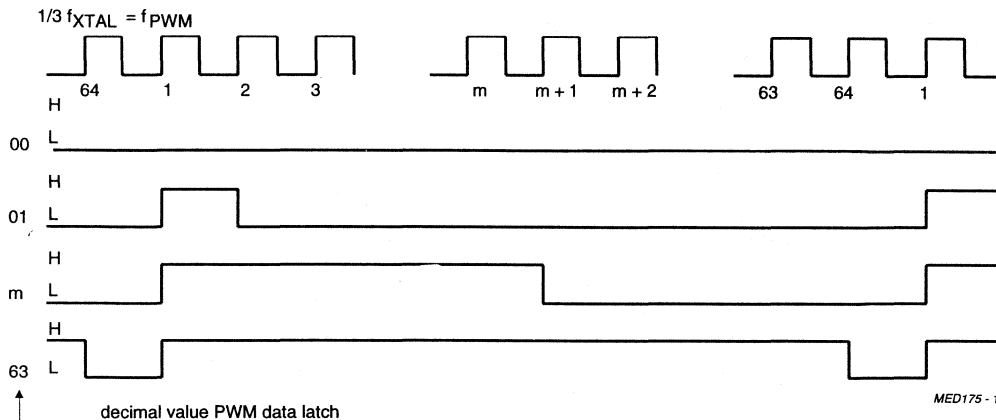 1/3 fXTAL = fPWM
64 1 2 3 m m + 1 m + 2 63 64 1
H
L
00
H
L
01
H
L
m
H
L
63
decimal value PWM data latch
MED175 - 1